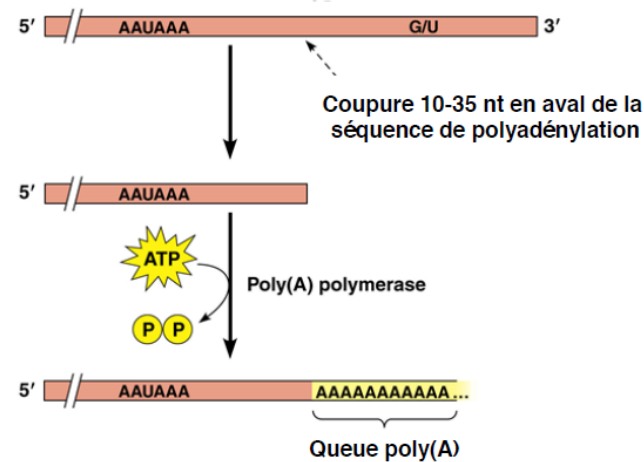 5′ AAUAAA G/U 3′
Coupure 10-35 nt en aval de la
séquence de polyadénylation
5′ AAUAAA
ATP
Poly(A) polymerase
P P
5′ AAUAAA AAAAAAAAAAA...
Queue poly(A)